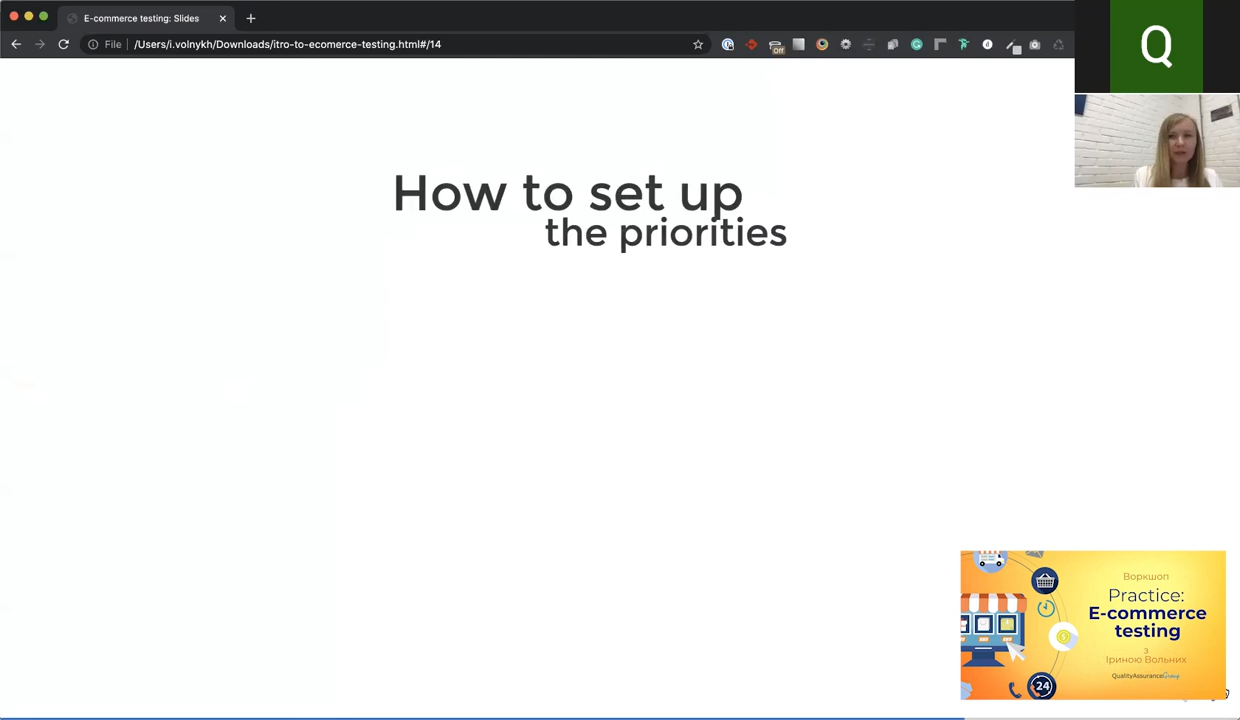 E-commerce testing: Slides
File
/Users/i.volnykh/Downloads/itro-to-ecomerce-testing.html#/14
Off
Q
How to set up
the priorities
Воркшоп
Practice:
E-commerce
testing
з
Іриною Вольних
QualityAssuranceGroup
24